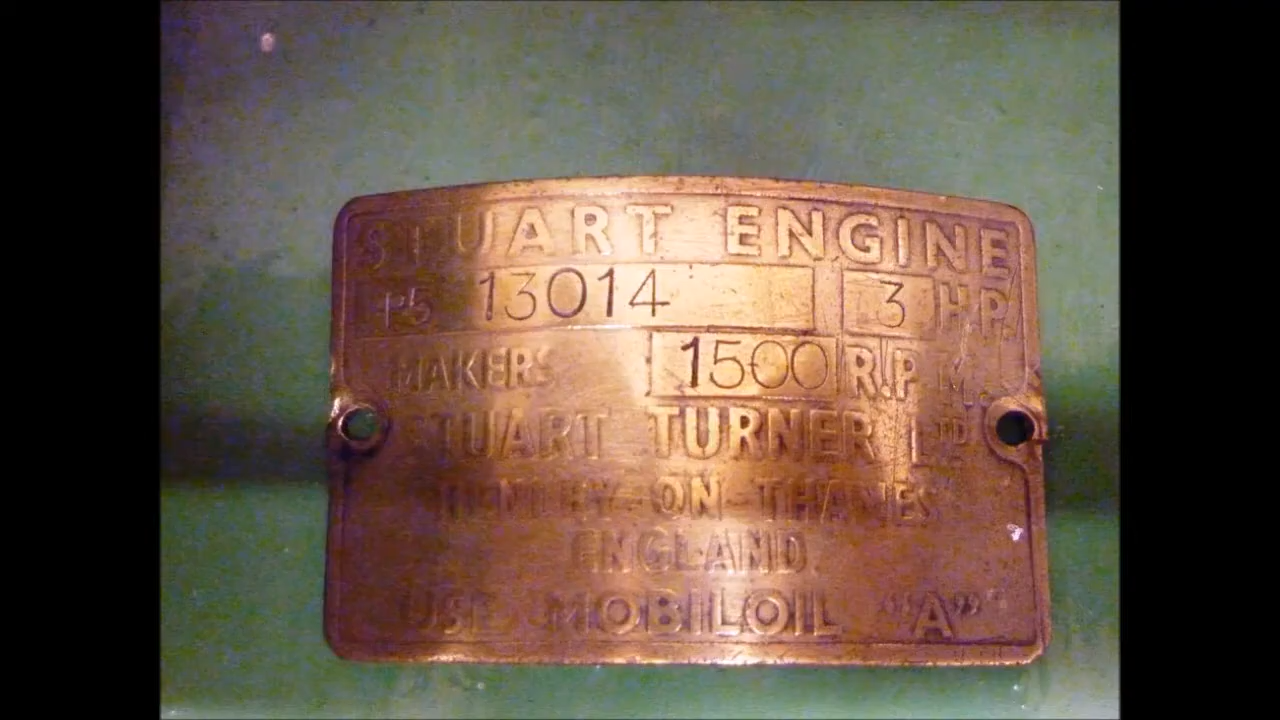 STUART ENGINE
P5 13014 3 H.P.
MAKERS 1500 R.P.M.
STUART TURNER LTD
HENLEY-ON-THAMES
ENGLAND.
USE MOBILOIL "A"